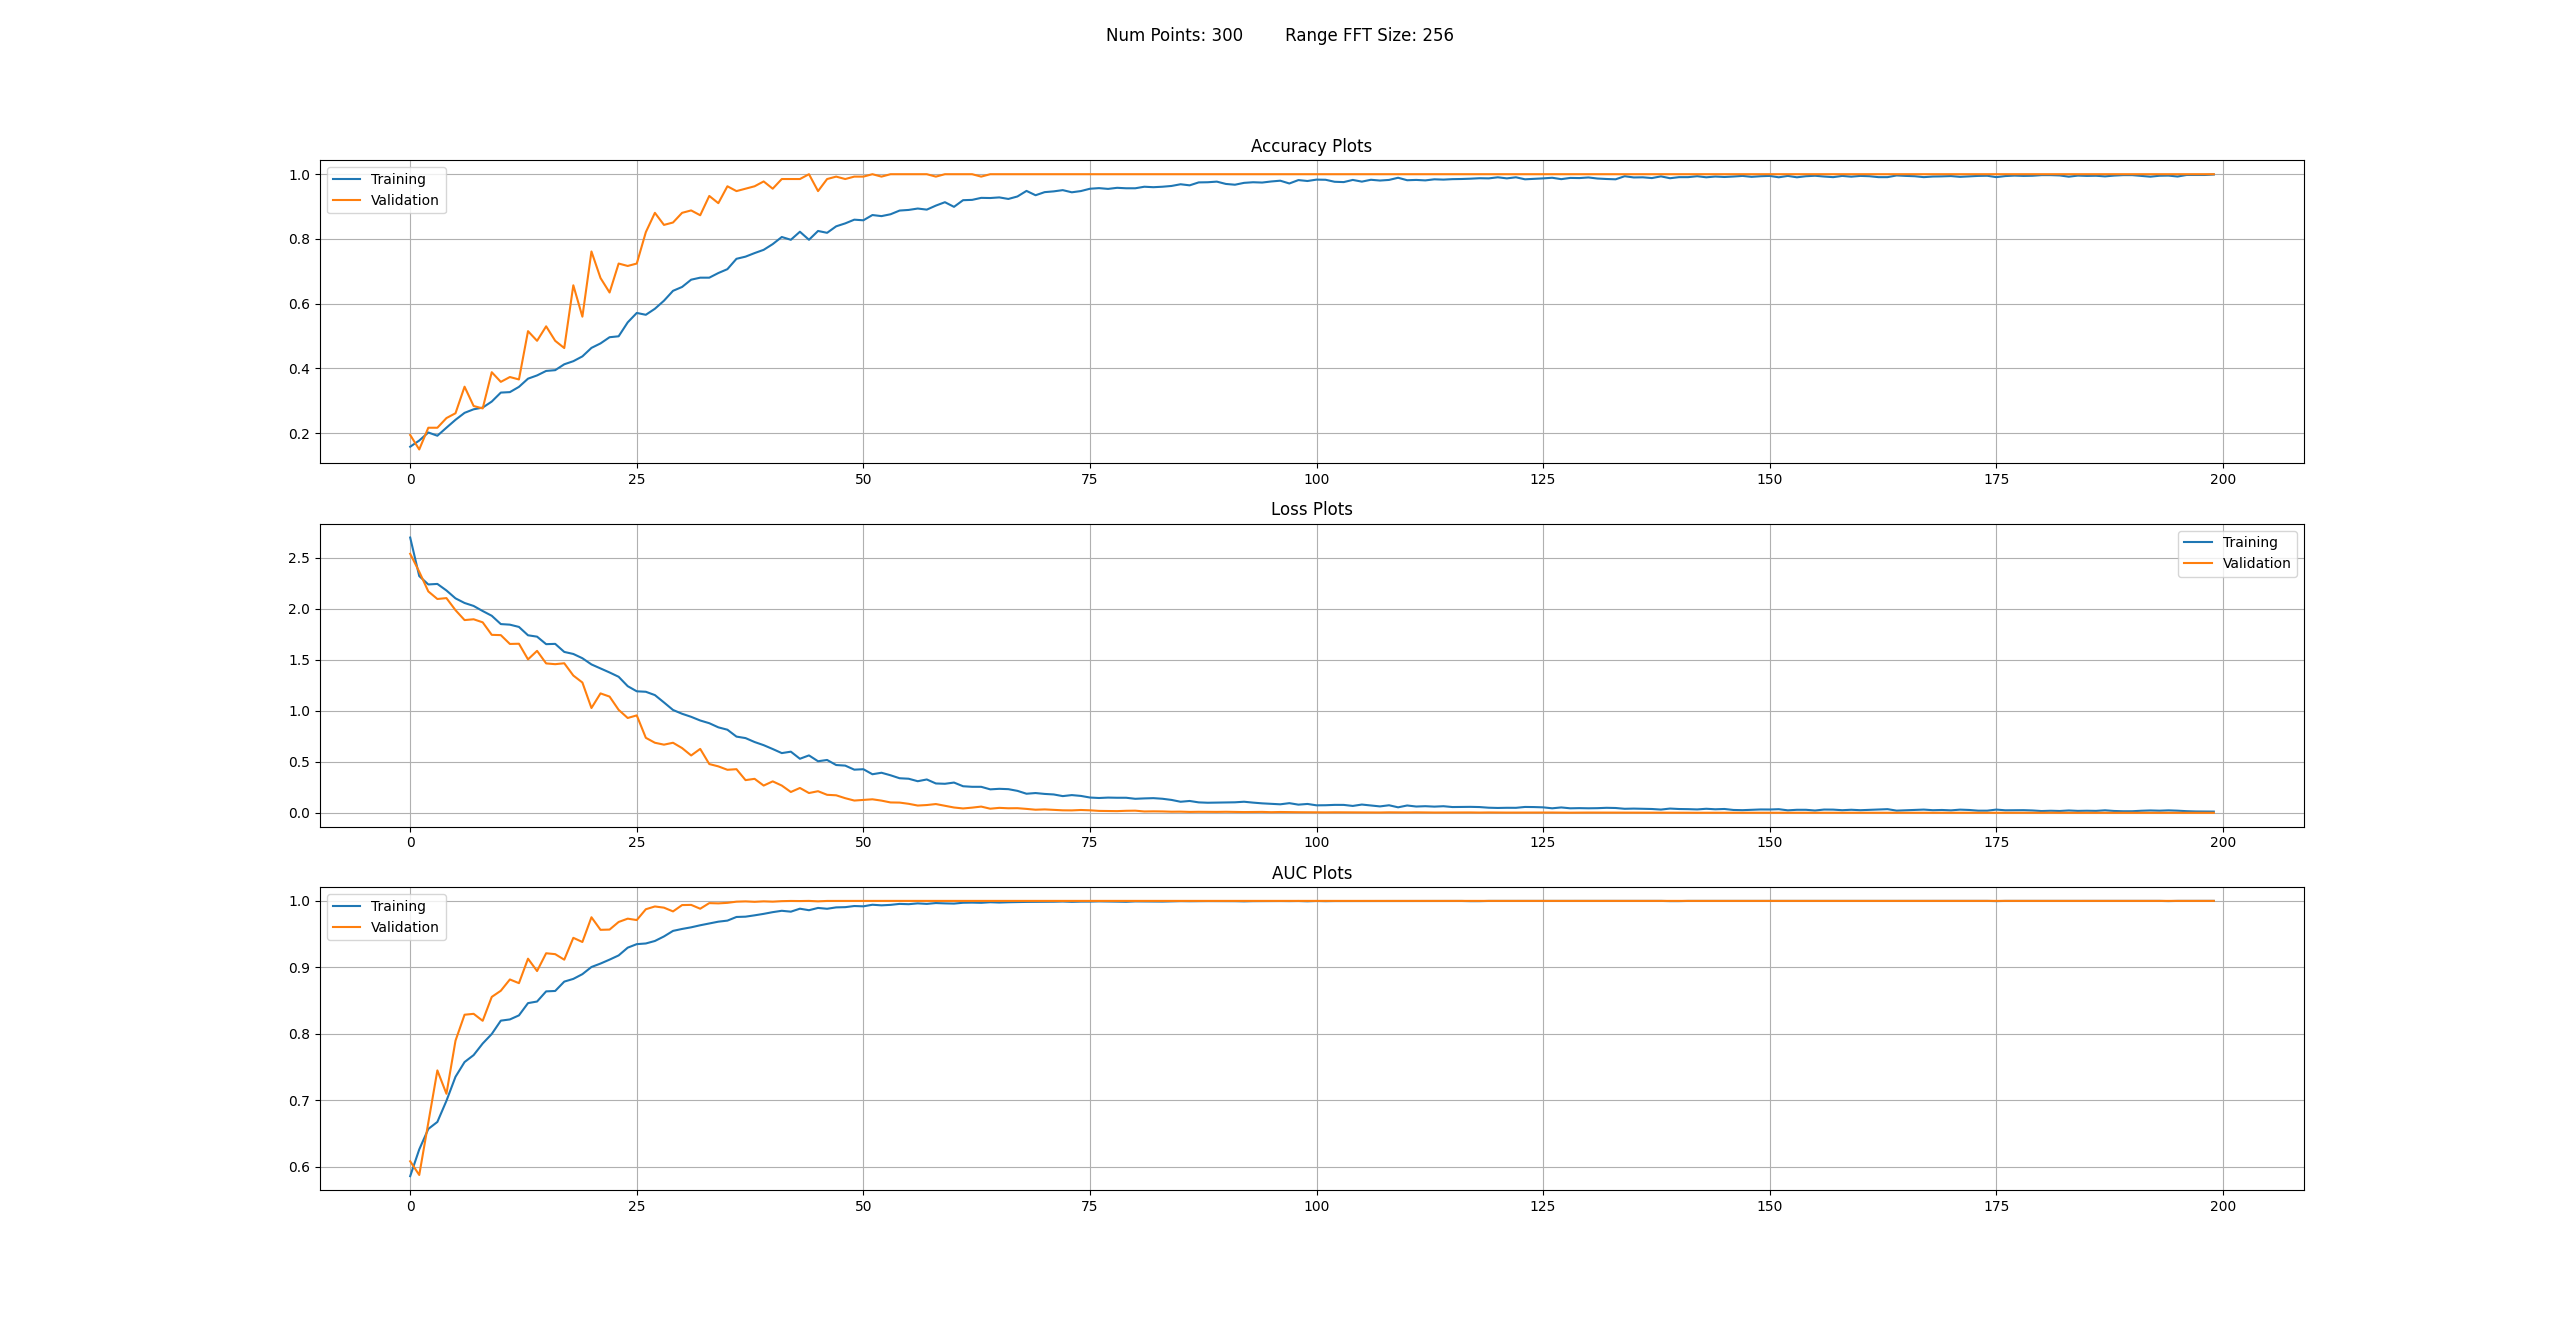 Num Points: 300 Range FFT Size: 256
Accuracy Plots
Training
Validation
1.0
0.8
0.6
0.4
0.2
0 25 50 75 100 125 150 175 200
Loss Plots
Training
Validation
2.5
2.0
1.5
1.0
0.5
0.0
0 25 50 75 100 125 150 175 200
AUC Plots
Training
Validation
1.0
0.9
0.8
0.7
0.6
0 25 50 75 100 125 150 175 200